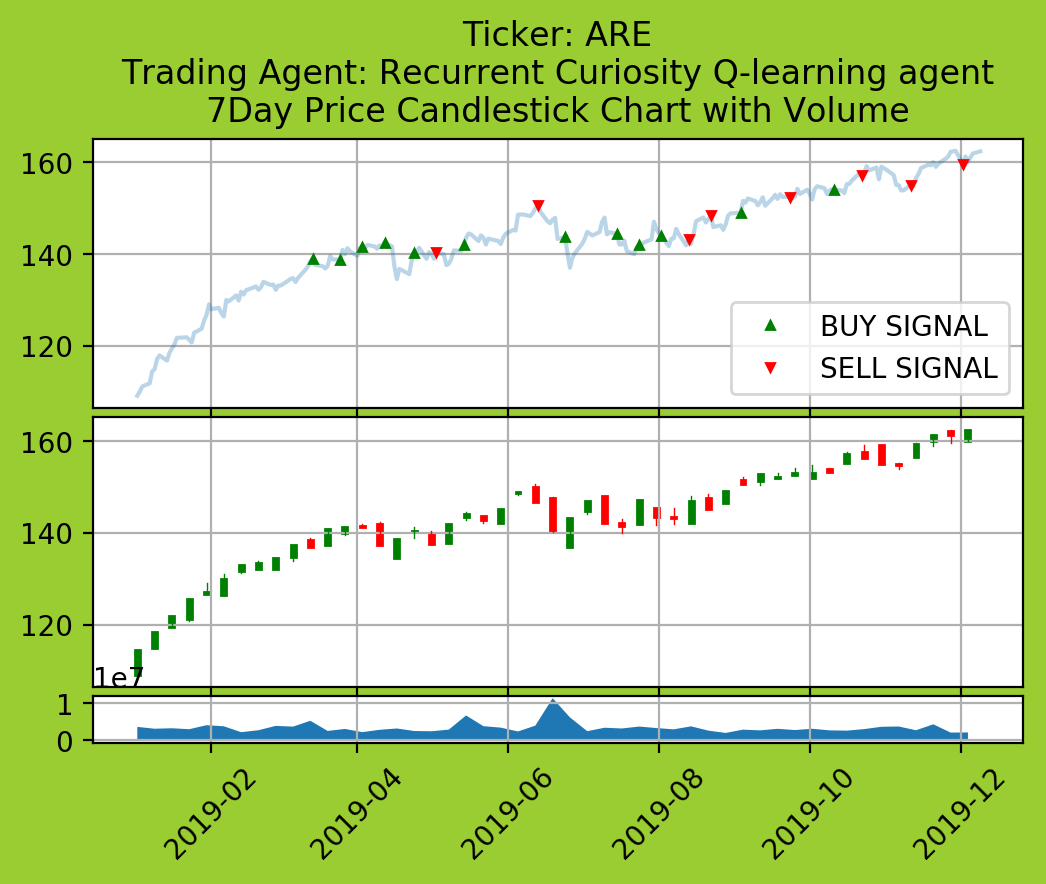 Ticker: ARE
Trading Agent: Recurrent Curiosity Q-learning agent
7Day Price Candlestick Chart with Volume
160
140
120
BUY SIGNAL
SELL SIGNAL
160
140
120
1e7
1
0
2019-02
2019-04
2019-06
2019-08
2019-10
2019-12